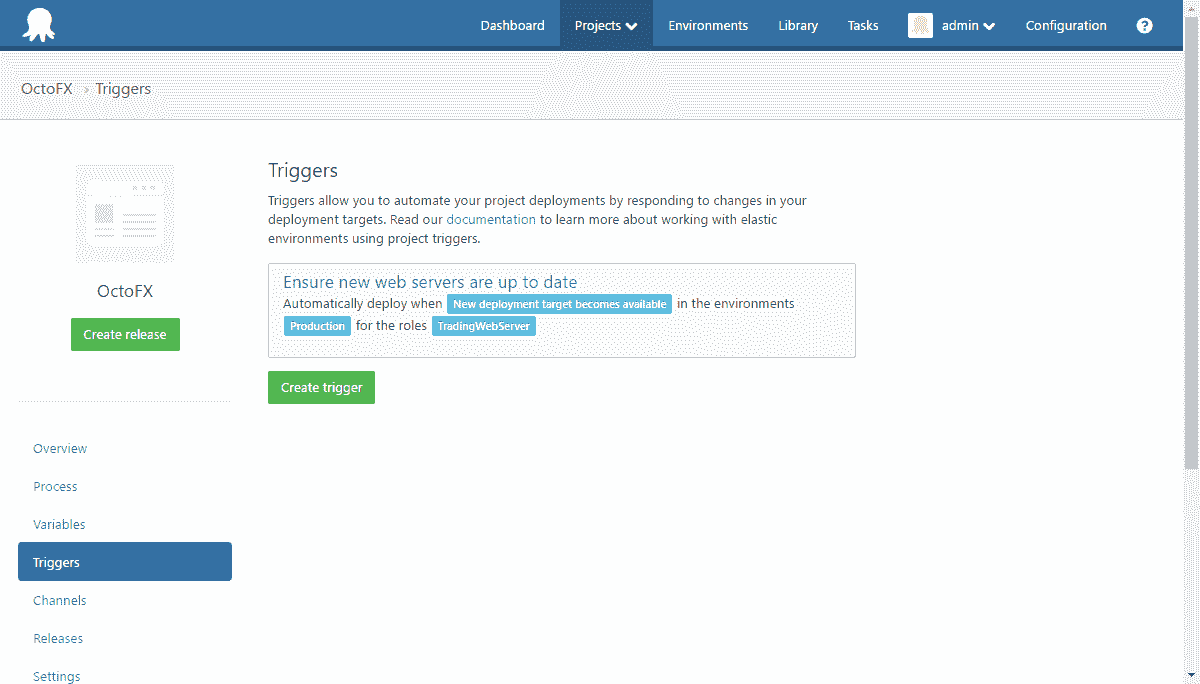 Dashboard Projects Environments Library Tasks admin Configuration ?
OctoFX › Triggers
OctoFX
Create release
Overview
Process
Variables
Triggers
Channels
Releases
Settings
Triggers
Triggers allow you to automate your project deployments by responding to changes in your
deployment targets. Read our documentation to learn more about working with elastic
environments using project triggers.
Ensure new web servers are up to date
Automatically deploy when New deployment target becomes available in the environments
Production for the roles TradingWebServer
Create trigger